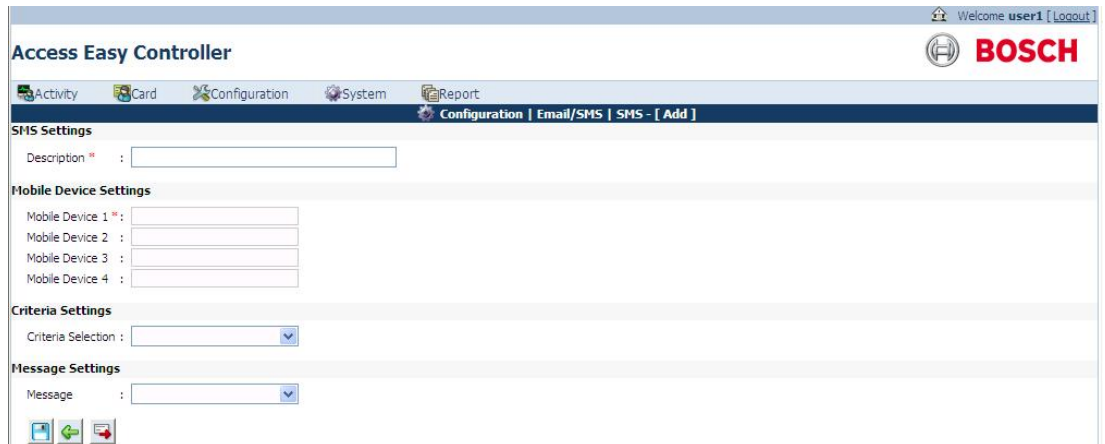 Welcome user1 [ Logout ]
Access Easy Controller
BOSCH
Activity Card Configuration System Report
Configuration | Email/SMS | SMS - [ Add ]
SMS Settings
Description * :
Mobile Device Settings
Mobile Device 1 * :
Mobile Device 2 :
Mobile Device 3 :
Mobile Device 4 :
Criteria Settings
Criteria Selection :
Message Settings
Message :